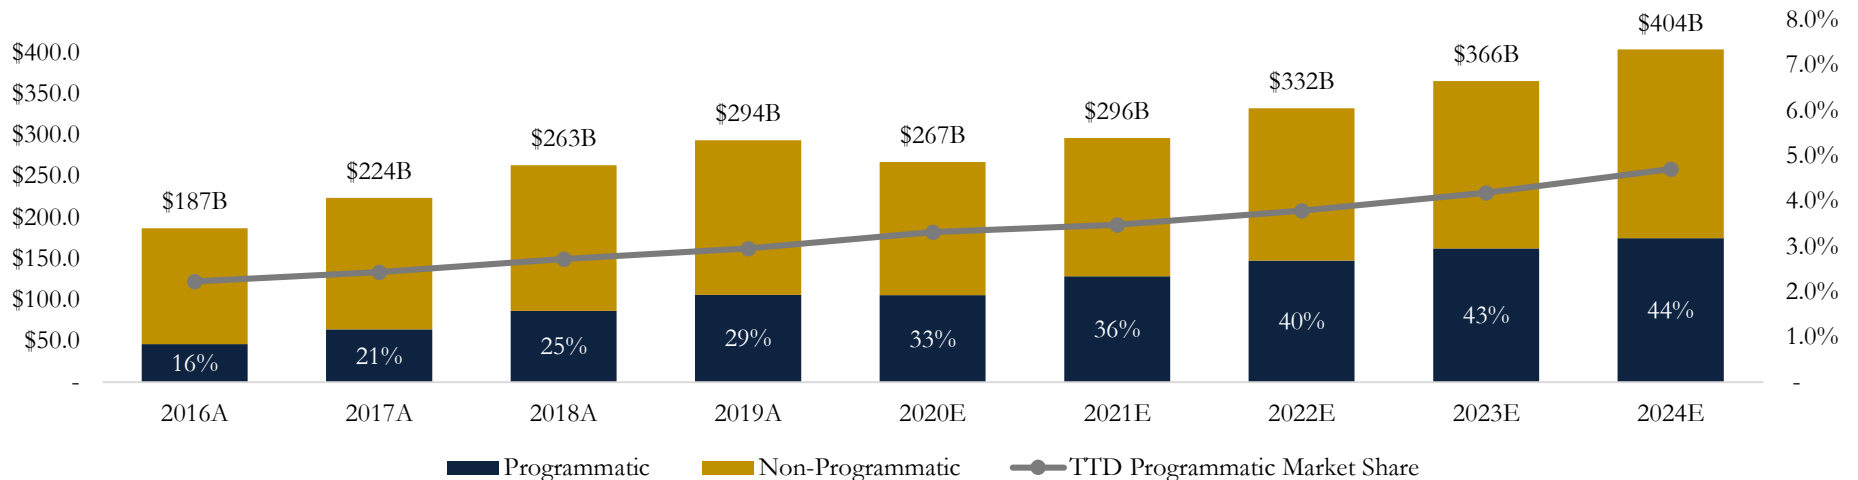 $404B
8.0%
$400.0
$366B
7.0%
$350.0
$332B
$294B
$296B
6.0%
$300.0
$263B
$267B
5.0%
$250.0
$224B
$187B
4.0%
$200.0
3.0%
$150.0
2.0%
$100.0
44%
43%
40%
36%
33%
29%
25%
21%
16%
1.0%
$50.0
-
-
2016A 2017A 2018A 2019A 2020E 2021E 2022E 2023E 2024E
Programmatic Non-Programmatic TTD Programmatic Market Share